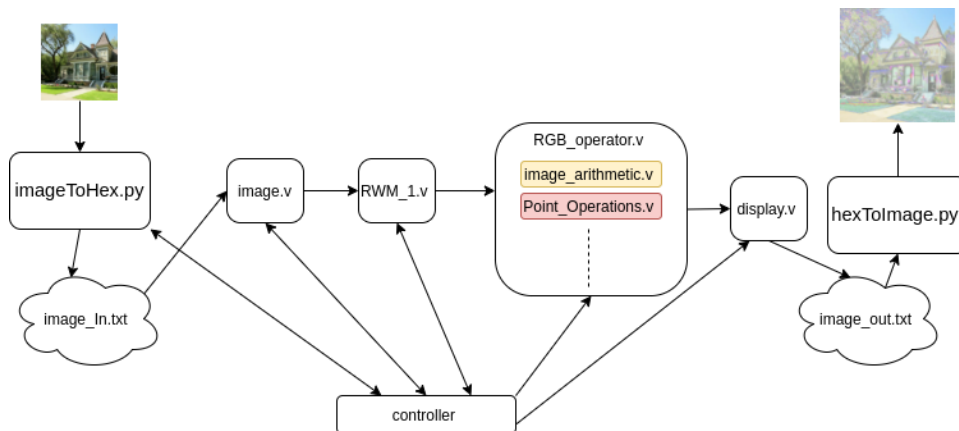 imageToHex.py
image_In.txt
image.v
RWM_1.v
RGB_operator.v
image_arithmetic.v
Point_Operations.v
display.v
hexToImage.py
image_out.txt
controller